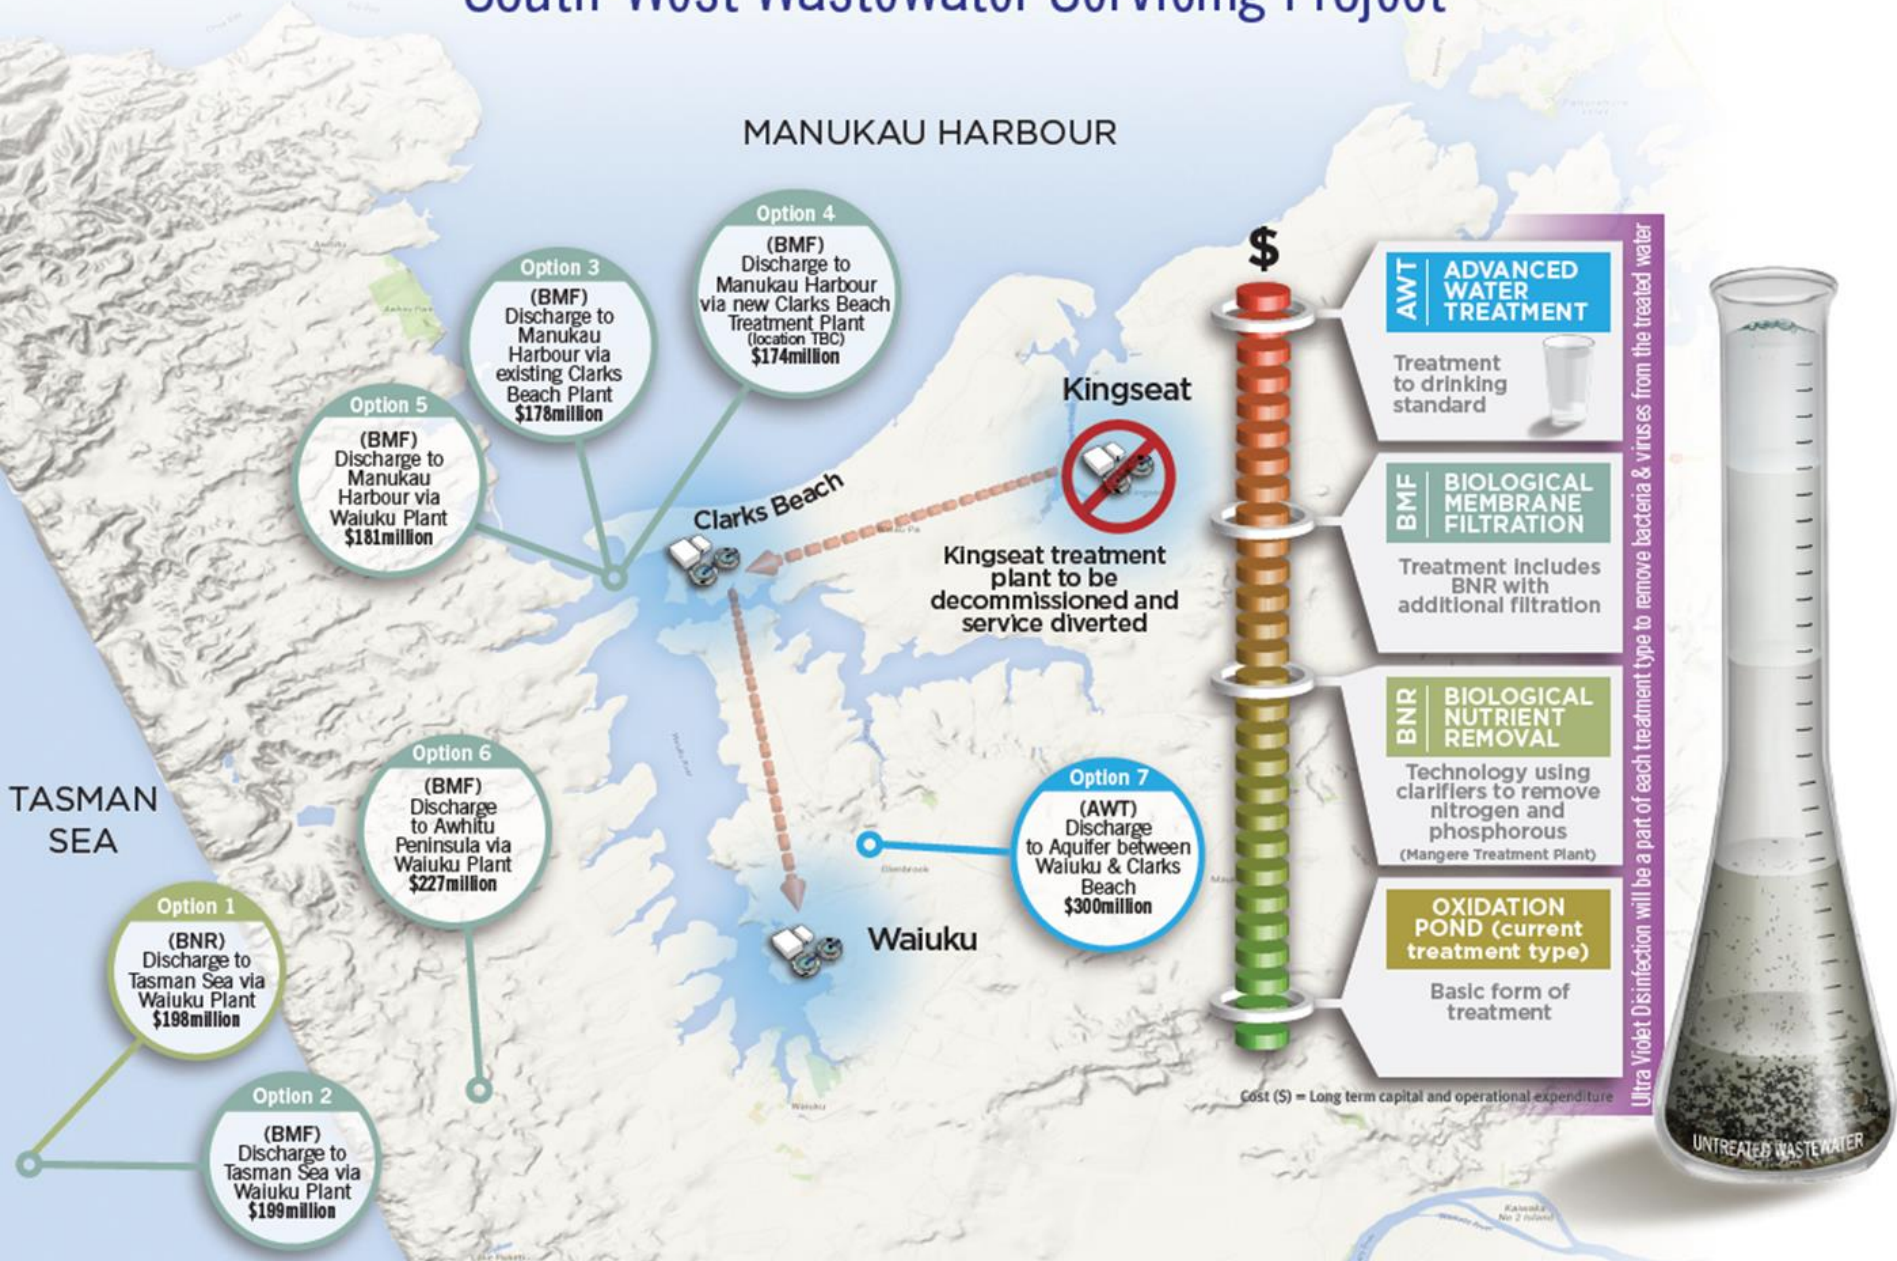 South West Wastewater Servicing Project
MANUKAU HARBOUR
Option 4
(BMF)
Discharge to
Manukau Harbour
via new Clarks Beach
Treatment Plant
(location TBC)
$174million
Option 3
(BMF)
Discharge to
Manukau
Harbour via
existing Clarks
Beach Plant
$178million
Option 5
(BMF)
Discharge to
Manukau
Harbour via
Waiuku Plant
$181million
Clarks Beach
Kingseat
Kingseat treatment
plant to be
decommissioned and
service diverted
TASMAN
SEA
Option 6
(BMF)
Discharge
to Awhitu
Peninsula via
Waiuku Plant
$227million
Option 7
(AWT)
Discharge
to Aquifer between
Waiuku & Clarks
Beach
$300million
Glenbrook
Waiuku
Option 1
(BNR)
Discharge to
Tasman Sea via
Waiuku Plant
$198million
Option 2
(BMF)
Discharge to
Tasman Sea via
Waiuku Plant
$199million
Waiuku
$
AWT
ADVANCED
WATER
TREATMENT
Treatment
to drinking
standard
BMF
BIOLOGICAL
MEMBRANE
FILTRATION
Treatment includes
BNR with
additional filtration
BNR
BIOLOGICAL
NUTRIENT
REMOVAL
Technology using
clarifiers to remove
nitrogen and
phosphorous
(Mangere Treatment Plant)
OXIDATION
POND (current
treatment type)
Basic form of
treatment
Cost ($) = Long term capital and operational expenditure
Ultra Violet Disinfection will be a part of each treatment type to remove bacteria & viruses from the treated water
UNTREATED WASTEWATER